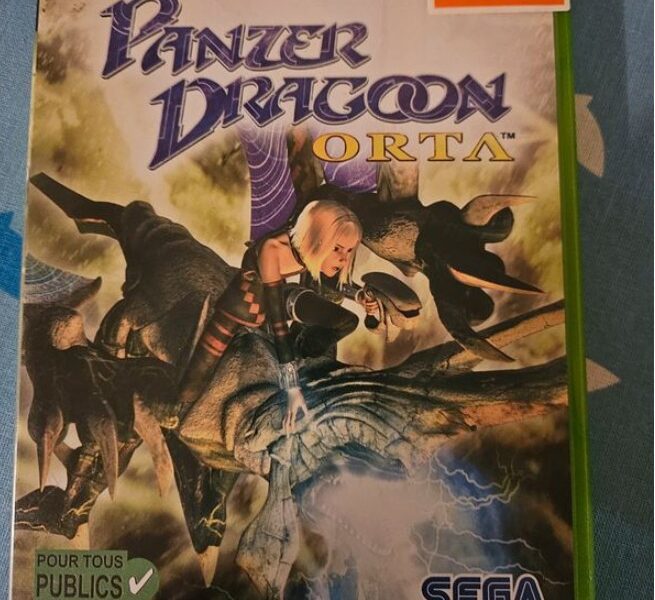 PANZER
DRAGOON
ORTA™
POUR TOUS
PUBLICS
SEGA